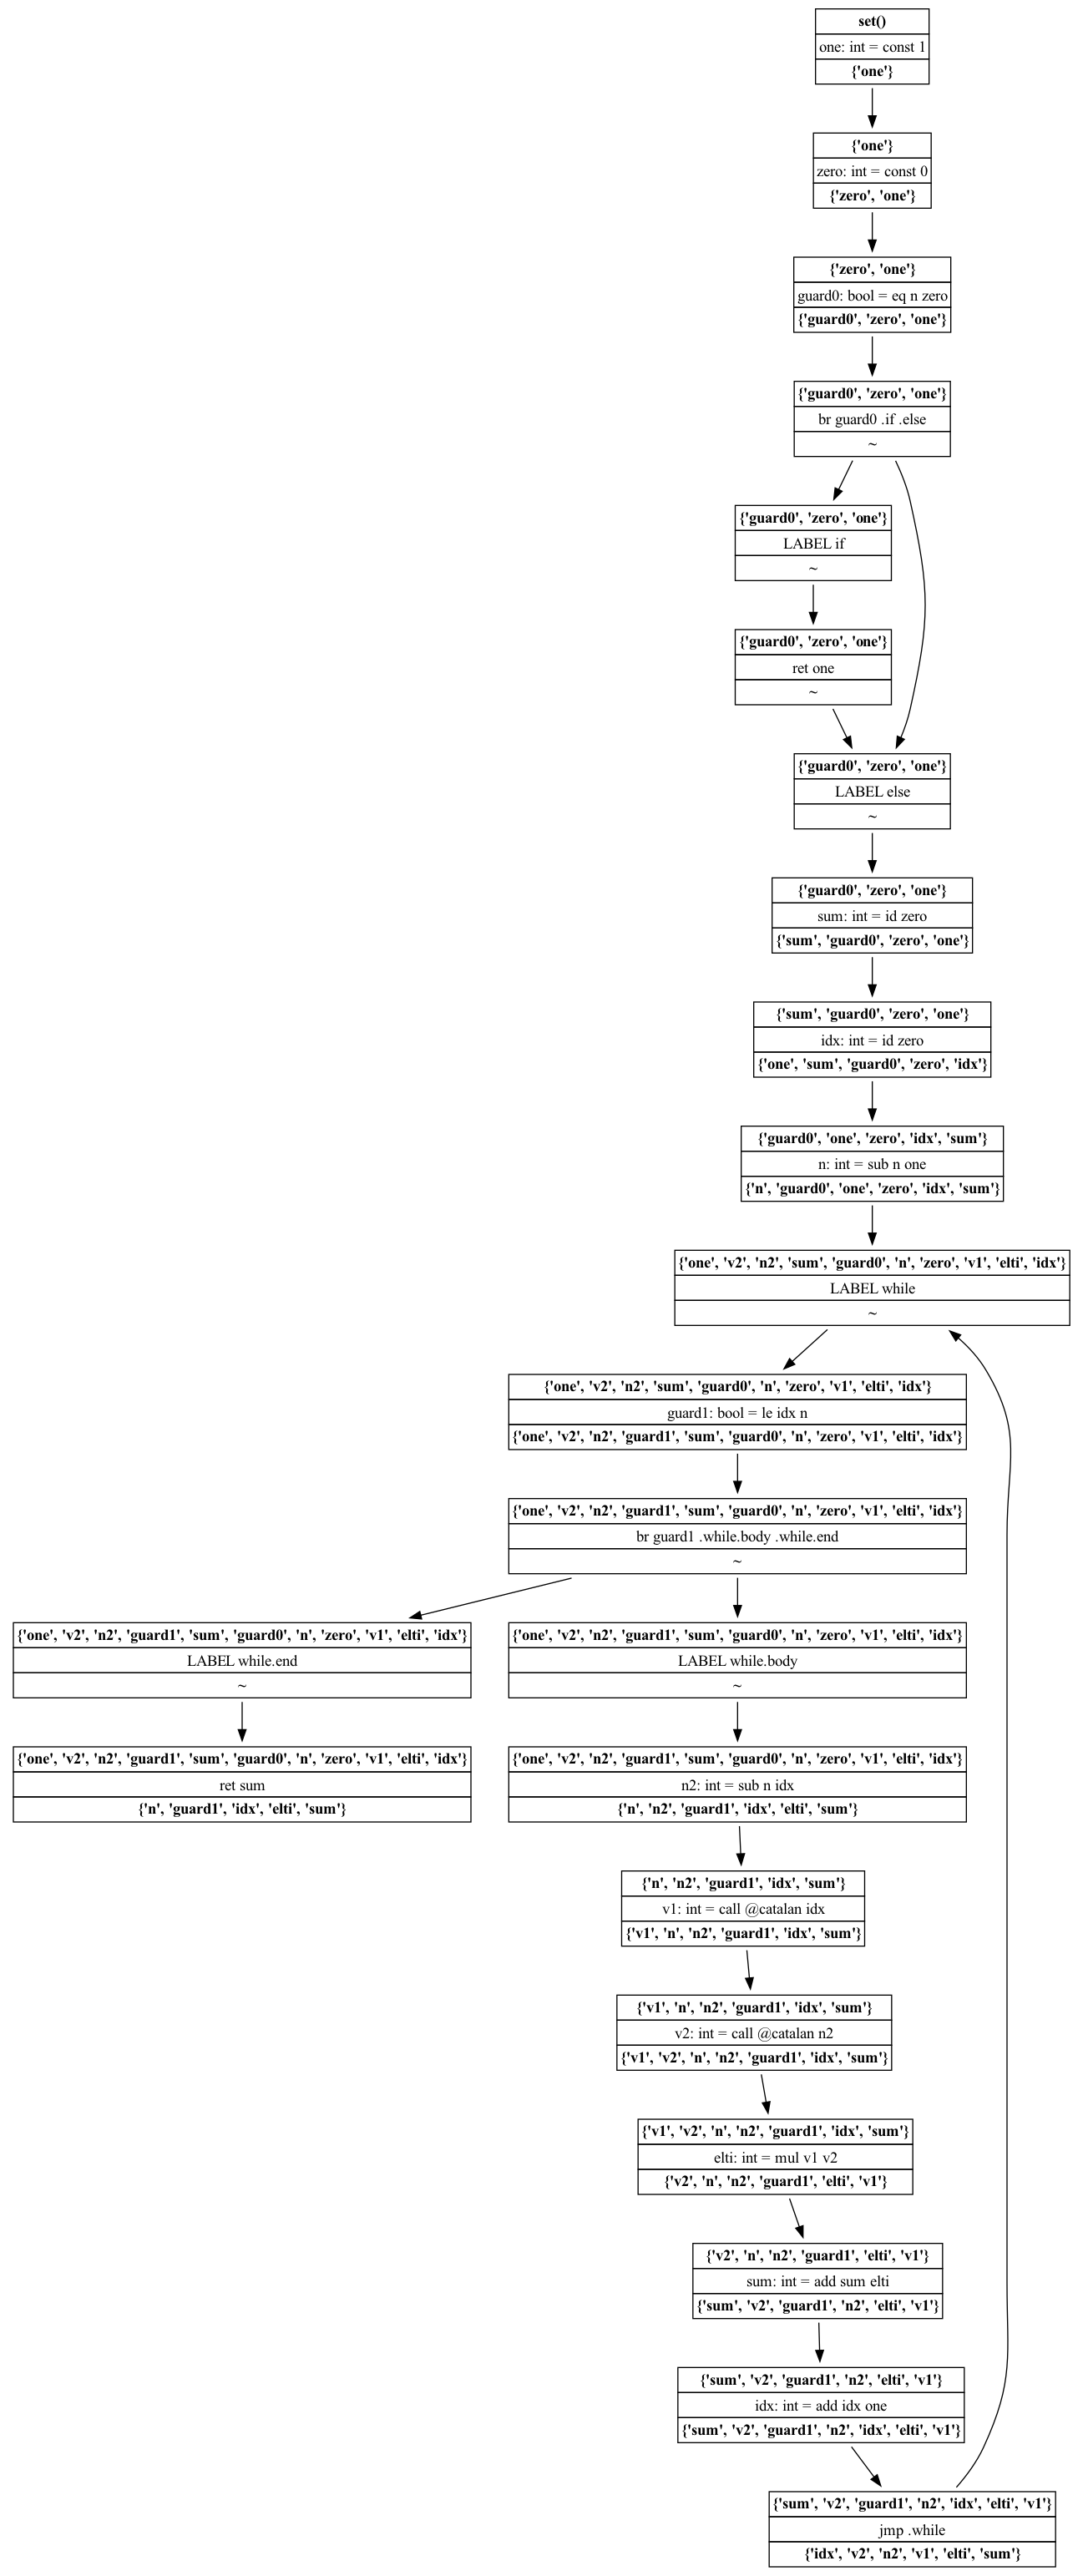 set()
one: int = const 1
{'one'}
{'one'}
zero: int = const 0
{'zero', 'one'}
{'zero', 'one'}
guard0: bool = eq n zero
{'guard0', 'zero', 'one'}
{'guard0', 'zero', 'one'}
br guard0 .if .else
~
{'guard0', 'zero', 'one'}
LABEL if
~
{'guard0', 'zero', 'one'}
ret one
~
{'guard0', 'zero', 'one'}
LABEL else
~
{'guard0', 'zero', 'one'}
sum: int = id zero
{'sum', 'guard0', 'zero', 'one'}
{'sum', 'guard0', 'zero', 'one'}
idx: int = id zero
{'one', 'sum', 'guard0', 'zero', 'idx'}
{'guard0', 'one', 'zero', 'idx', 'sum'}
n: int = sub n one
{'n', 'guard0', 'one', 'zero', 'idx', 'sum'}
{'one', 'v2', 'n2', 'sum', 'guard0', 'n', 'zero', 'v1', 'elti', 'idx'}
LABEL while
~
{'one', 'v2', 'n2', 'sum', 'guard0', 'n', 'zero', 'v1', 'elti', 'idx'}
guard1: bool = le idx n
{'one', 'v2', 'n2', 'guard1', 'sum', 'guard0', 'n', 'zero', 'v1', 'elti', 'idx'}
{'one', 'v2', 'n2', 'guard1', 'sum', 'guard0', 'n', 'zero', 'v1', 'elti', 'idx'}
br guard1 .while.body .while.end
~
{'one', 'v2', 'n2', 'guard1', 'sum', 'guard0', 'n', 'zero', 'v1', 'elti', 'idx'}
LABEL while.end
~
{'one', 'v2', 'n2', 'guard1', 'sum', 'guard0', 'n', 'zero', 'v1', 'elti', 'idx'}
LABEL while.body
~
{'one', 'v2', 'n2', 'guard1', 'sum', 'guard0', 'n', 'zero', 'v1', 'elti', 'idx'}
ret sum
{'n', 'guard1', 'idx', 'elti', 'sum'}
{'one', 'v2', 'n2', 'guard1', 'sum', 'guard0', 'n', 'zero', 'v1', 'elti', 'idx'}
n2: int = sub n idx
{'n', 'n2', 'guard1', 'idx', 'elti', 'sum'}
{'n', 'n2', 'guard1', 'idx', 'sum'}
v1: int = call @catalan idx
{'v1', 'n', 'n2', 'guard1', 'idx', 'sum'}
{'v1', 'n', 'n2', 'guard1', 'idx', 'sum'}
v2: int = call @catalan n2
{'v1', 'v2', 'n', 'n2', 'guard1', 'idx', 'sum'}
{'v1', 'v2', 'n', 'n2', 'guard1', 'idx', 'sum'}
elti: int = mul v1 v2
{'v2', 'n', 'n2', 'guard1', 'elti', 'v1'}
{'v2', 'n', 'n2', 'guard1', 'elti', 'v1'}
sum: int = add sum elti
{'sum', 'v2', 'guard1', 'n2', 'elti', 'v1'}
{'sum', 'v2', 'guard1', 'n2', 'elti', 'v1'}
idx: int = add idx one
{'sum', 'v2', 'guard1', 'n2', 'idx', 'elti', 'v1'}
{'sum', 'v2', 'guard1', 'n2', 'idx', 'elti', 'v1'}
jmp .while
{'idx', 'v2', 'n2', 'v1', 'elti', 'sum'}